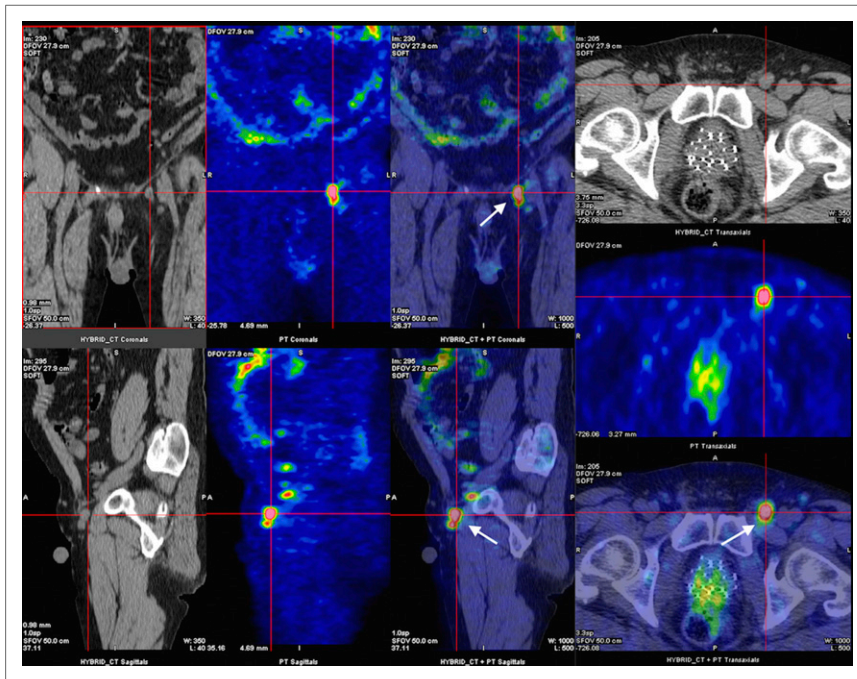 S
Im: 230
DFOV 27.9 cm
SOFT
R
0.98 mm
1.0sp
SFOV 50.0 cm
-26.37
W: 350
L: 40
I
HYBRID_CT Coronals
S
DFOV 27.9 cm
R
-25.78
4.69 mm
I
PT Coronals
S
Im: 230
DFOV 27.9 cm
SOFT
R
L
1.0sp
SFOV 50.0 cm
-26.37
W: 1000
L: 500
I
HYBRID_CT + PT Coronals
A
Im: 205
DFOV 27.9 cm
SOFT
R
L
3.75 mm
3.3sp
SFOV 50.0 cm
-726.08
W: 350
L: 40
P
HYBRID_CT Transaxials
A
DFOV 27.9 cm
R
L
-726.06
3.27 mm
P
PT Transaxials
S
Im: 295
DFOV 27.9 cm
SOFT
A
P
0.98 mm
1.0sp
SFOV 50.0 cm
37.11
W: 350
L: 40
I
HYBRID_CT Sagittals
S
DFOV 27.9 cm
A
P
35.16
4.69 mm
I
PT Sagittals
S
Im: 295
DFOV 27.9 cm
SOFT
A
P
1.0sp
SFOV 50.0 cm
37.11
W: 1000
L: 500
I
HYBRID_CT + PT Sagittals
A
Im: 205
DFOV 27.9 cm
SOFT
R
L
3.3sp
SFOV 50.0 cm
-726.08
W: 1000
L: 500
P
HYBRID_CT + PT Transaxials